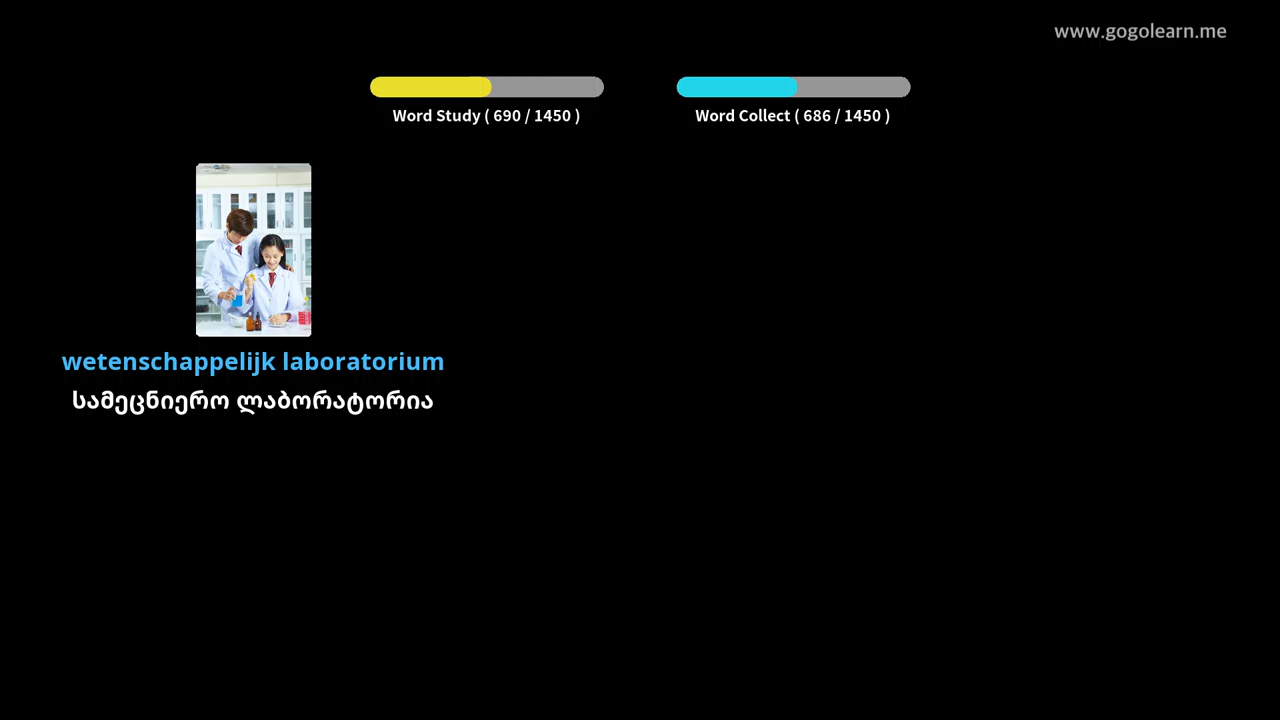 www.gogolearn.me
Word Study ( 690 / 1450 )
Word Collect ( 686 / 1450 )
wetenschappelijk laboratorium
სამეცნიერო ლაბორატორია